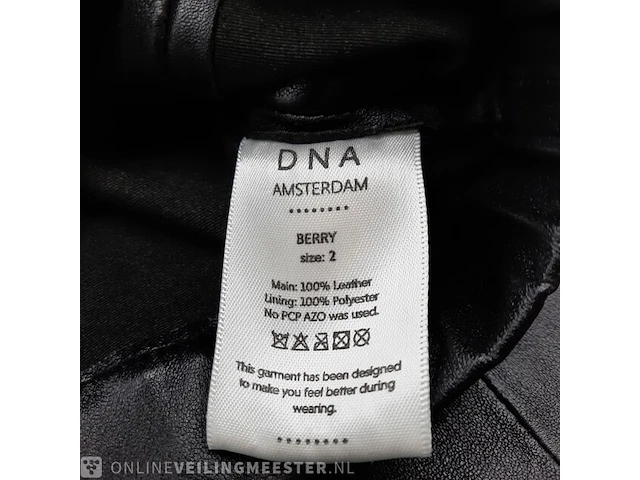 DNA
AMSTERDAM
BERRY
size: 2
Main: 100% Leather
Lining: 100% Polyester
No PCP AZO was used.
This garment has been designed
to make you feel better during
wearing.
ONLINEVEILINGMEESTER.NL